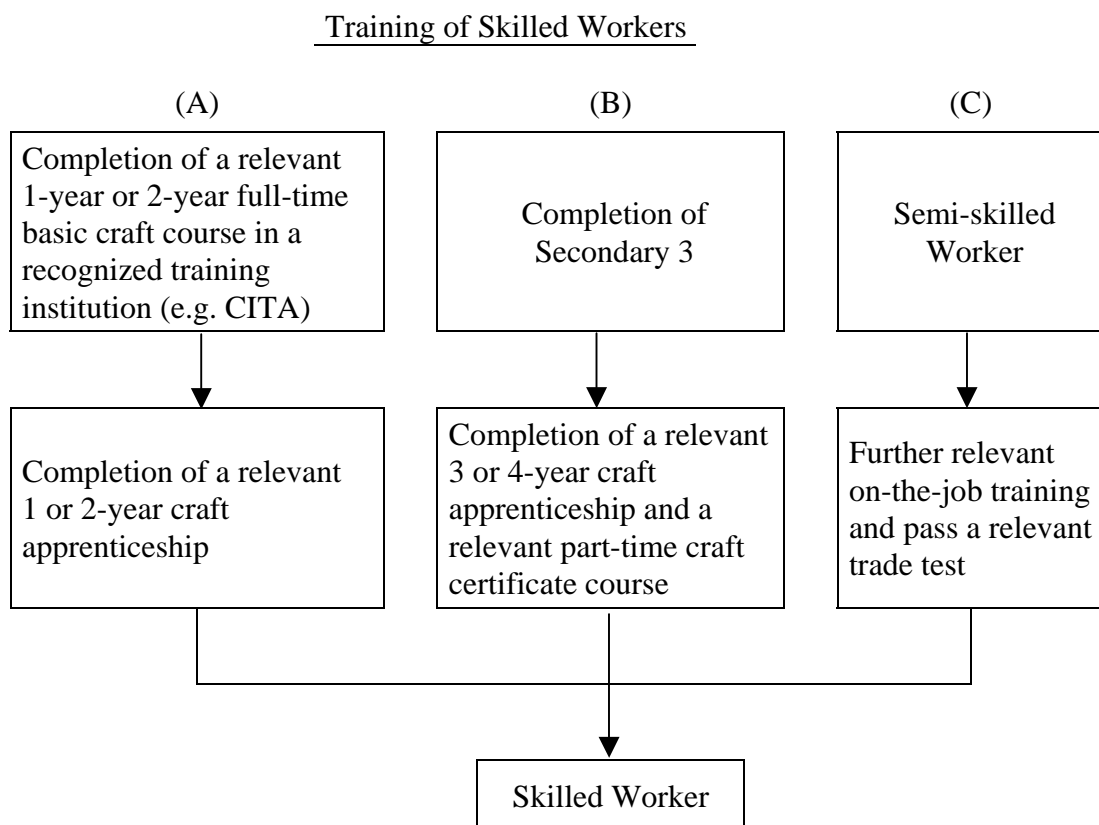 Training of Skilled Workers
(A)
Completion of a relevant
1-year or 2-year full-time
basic craft course in a
recognized training
institution (e.g. CITA)
Completion of a relevant
1 or 2-year craft
apprenticeship
(B)
Completion of
Secondary 3
Completion of a relevant
3 or 4-year craft
apprenticeship and a
relevant part-time craft
certificate course
(C)
Semi-skilled
Worker
Further relevant
on-the-job training
and pass a relevant
trade test
Skilled Worker